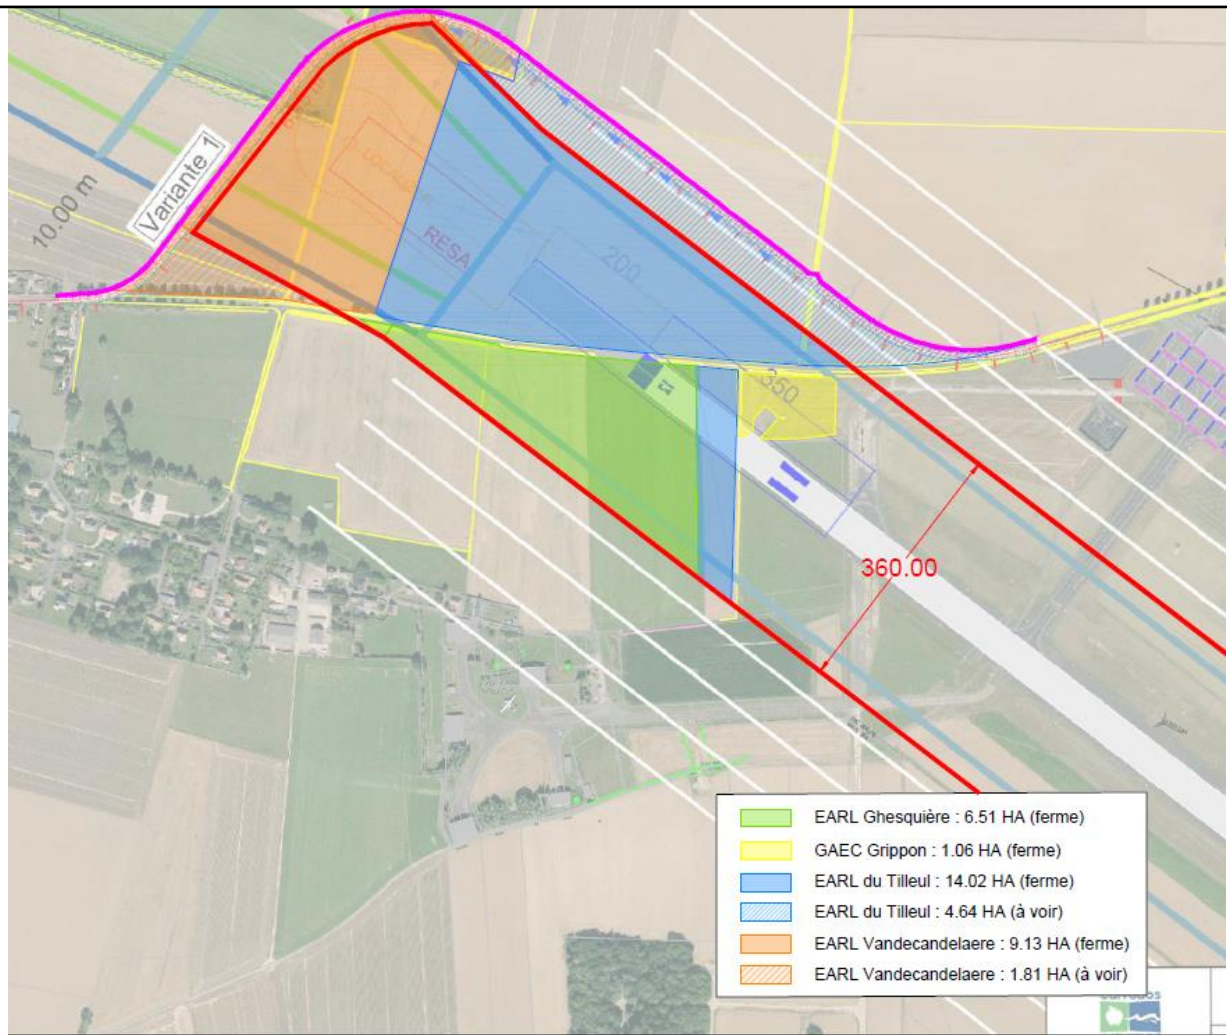 Variante 1
10.00 m
D-LOCALI
RESA
200
350
360.00
EARL Ghesquière : 6.51 HA (ferme)
GAEC Grippon : 1.06 HA (ferme)
EARL du Tilleul : 14.02 HA (ferme)
EARL du Tilleul : 4.64 HA (à voir)
EARL Vandecandelaere : 9.13 HA (ferme)
EARL Vandecandelaere : 1.81 HA (à voir)